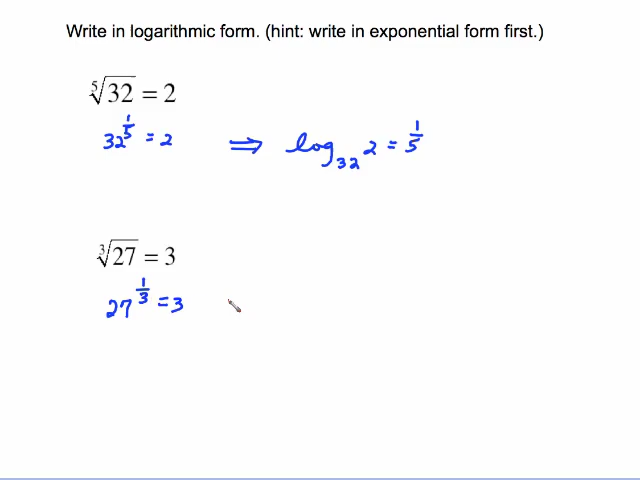 Write in logarithmic form. (hint: write in exponential form first.)
⁵√32 = 2
32^(1/5) = 2 ⟹ log₃₂ 2 = 1/5
³√27 = 3
27^(1/3) = 3